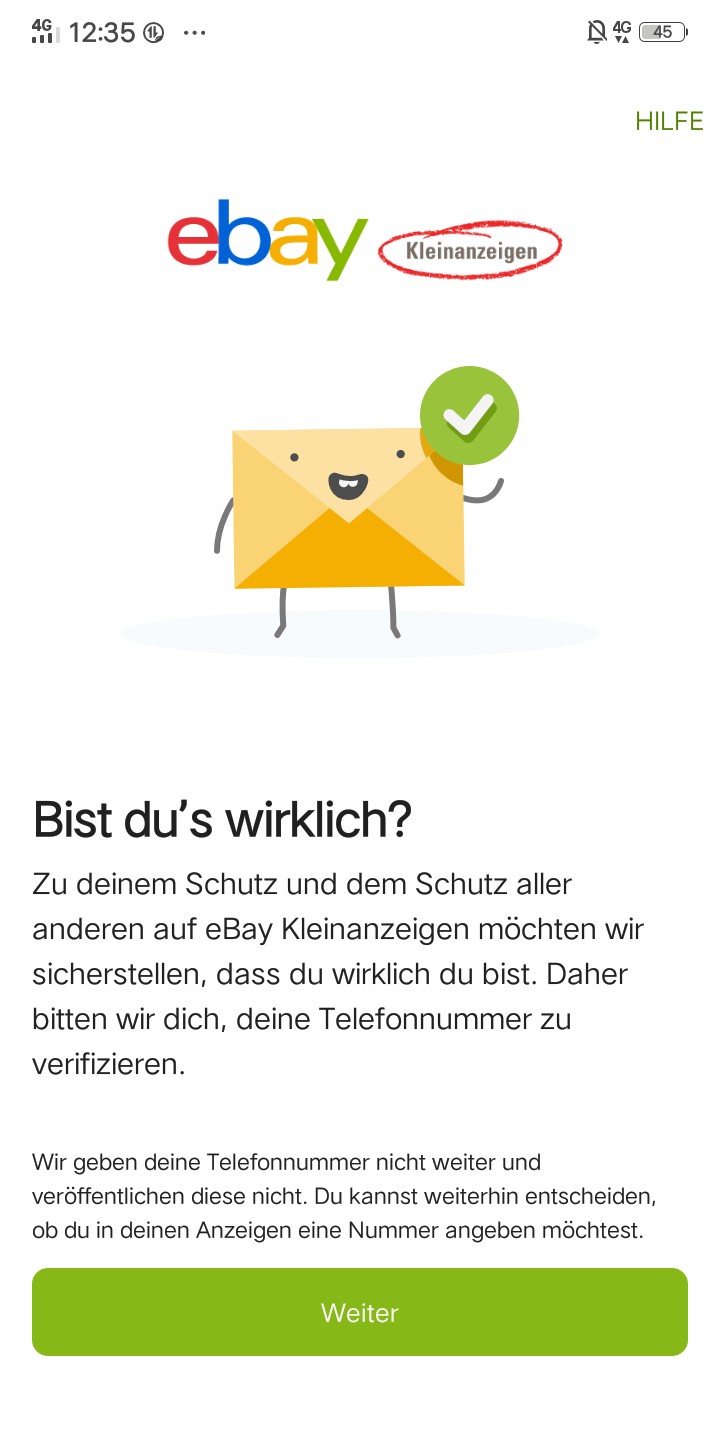 4G 12:35 ... 4G 45
HILFE
ebay Kleinanzeigen
Bist du's wirklich?
Zu deinem Schutz und dem Schutz aller
anderen auf eBay Kleinanzeigen möchten wir
sicherstellen, dass du wirklich du bist. Daher
bitten wir dich, deine Telefonnummer zu
verifizieren.
Wir geben deine Telefonnummer nicht weiter und
veröffentlichen diese nicht. Du kannst weiterhin entscheiden,
ob du in deinen Anzeigen eine Nummer angeben möchtest.
Weiter